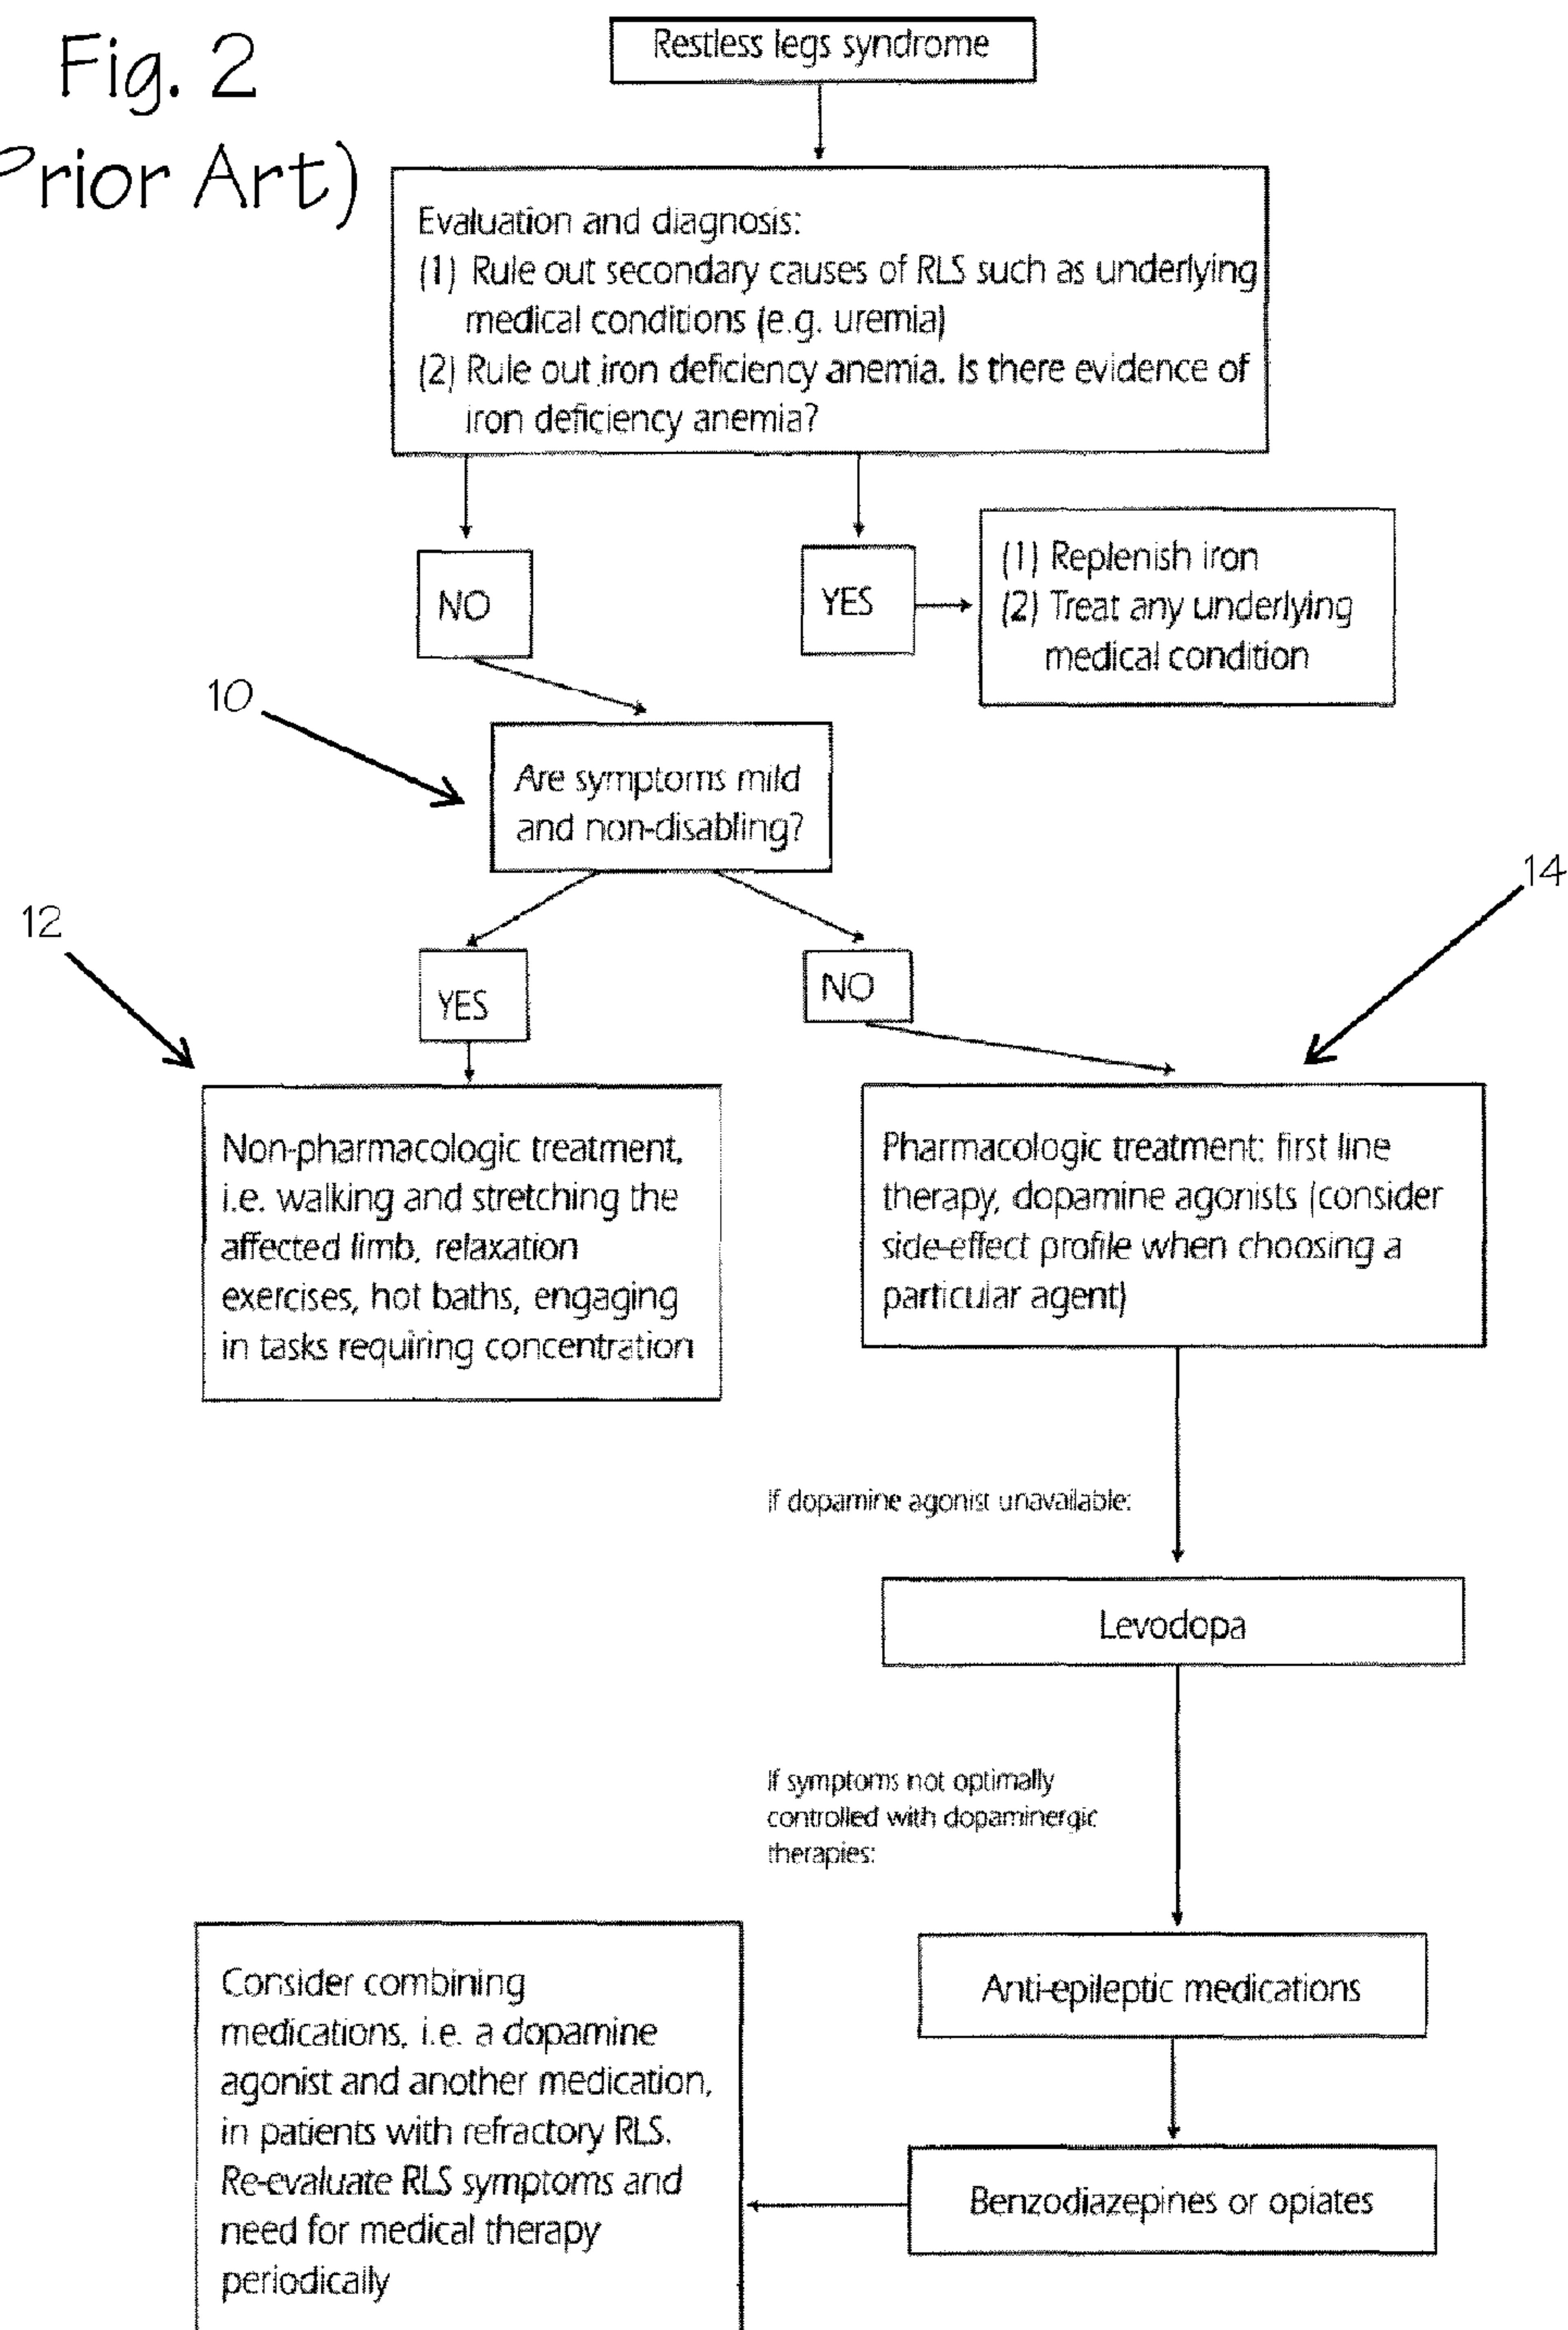 Fig. 2
Prior Art)
Restless legs syndrome
Evaluation and diagnosis:
(1) Rule out secondary causes of RLS such as underlying
medical conditions (e.g. uremia)
(2) Rule out iron deficiency anemia. Is there evidence of
iron deficiency anemia?
NO
YES
(1) Replenish iron
(2) Treat any underlying
medical condition
10
Are symptoms mild
and non-disabling?
12
14
YES
NO
Non-pharmacologic treatment,
i.e. walking and stretching the
affected limb, relaxation
exercises, hot baths, engaging
in tasks requiring concentration
Pharmacologic treatment: first line
therapy, dopamine agonists (consider
side-effect profile when choosing a
particular agent)
If dopamine agonist unavailable:
Levodopa
If symptoms not optimally
controlled with dopaminergic
therapies:
Anti-epileptic medications
Benzodiazepines or opiates
Consider combining
medications, i.e. a dopamine
agonist and another medication,
in patients with refractory RLS.
Re-evaluate RLS symptoms and
need for medical therapy
periodically